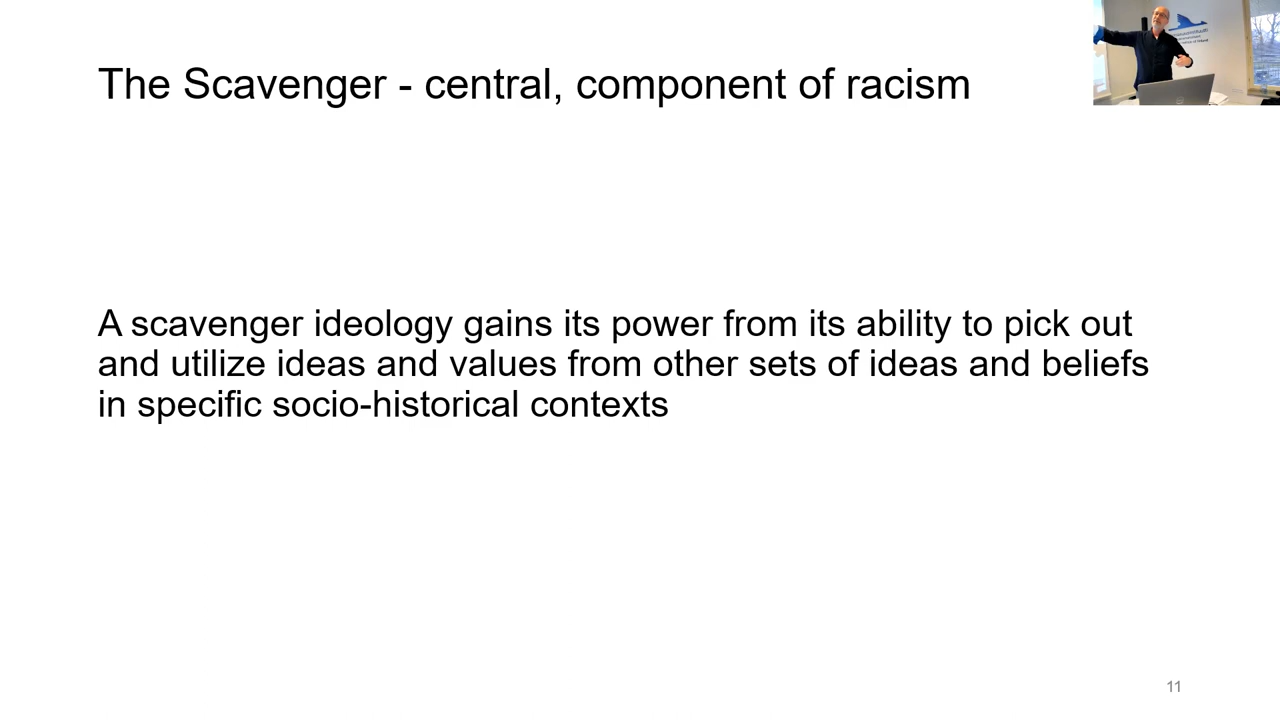 The Scavenger - central, component of racism
A scavenger ideology gains its power from its ability to pick out
and utilize ideas and values from other sets of ideas and beliefs
in specific socio-historical contexts
11